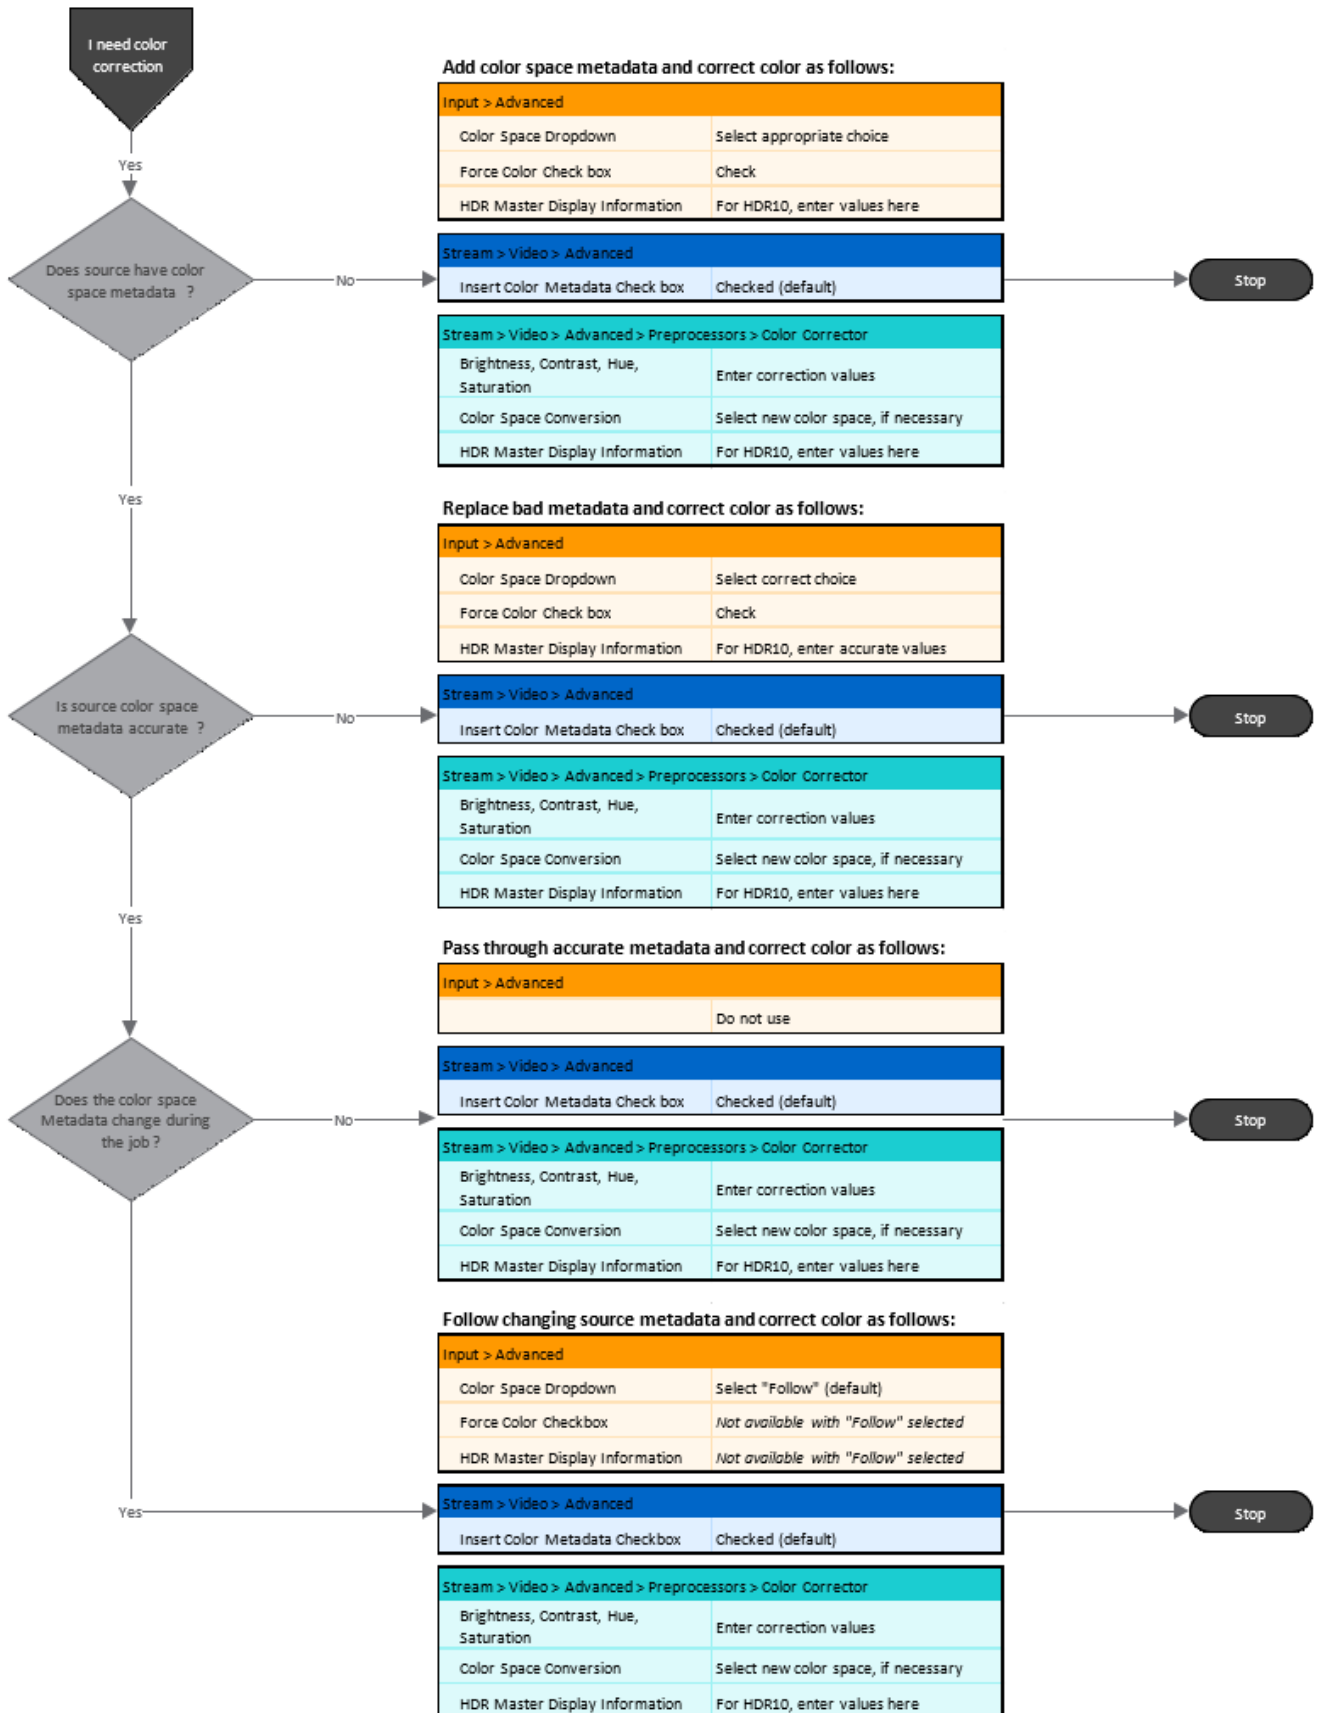 I need color
correction
Yes
Does source have color
space metadata ?
No
Add color space metadata and correct color as follows:
Input > Advanced
Color Space Dropdown Select appropriate choice
Force Color Check box Check
HDR Master Display Information For HDR10, enter values here
Stream > Video > Advanced
Insert Color Metadata Check box Checked (default)
Stream > Video > Advanced > Preprocessors > Color Corrector
Brightness, Contrast, Hue,
Saturation
Enter correction values
Color Space Conversion Select new color space, if necessary
HDR Master Display Information For HDR10, enter values here
Stop
Yes
Is source color space
metadata accurate ?
No
Replace bad metadata and correct color as follows:
Input > Advanced
Color Space Dropdown Select correct choice
Force Color Check box Check
HDR Master Display Information For HDR10, enter accurate values
Stream > Video > Advanced
Insert Color Metadata Check box Checked (default)
Stream > Video > Advanced > Preprocessors > Color Corrector
Brightness, Contrast, Hue,
Saturation
Enter correction values
Color Space Conversion Select new color space, if necessary
HDR Master Display Information For HDR10, enter values here
Stop
Yes
Does the color space
Metadata change during
the job ?
No
Pass through accurate metadata and correct color as follows:
Input > Advanced
Do not use
Stream > Video > Advanced
Insert Color Metadata Check box Checked (default)
Stream > Video > Advanced > Preprocessors > Color Corrector
Brightness, Contrast, Hue,
Saturation
Enter correction values
Color Space Conversion Select new color space, if necessary
HDR Master Display Information For HDR10, enter values here
Stop
Yes
Follow changing source metadata and correct color as follows:
Input > Advanced
Color Space Dropdown Select "Follow" (default)
Force Color Checkbox Not available with "Follow" selected
HDR Master Display Information Not available with "Follow" selected
Stream > Video > Advanced
Insert Color Metadata Checkbox Checked (default)
Stream > Video > Advanced > Preprocessors > Color Corrector
Brightness, Contrast, Hue,
Saturation
Enter correction values
Color Space Conversion Select new color space, if necessary
HDR Master Display Information For HDR10, enter values here
Stop